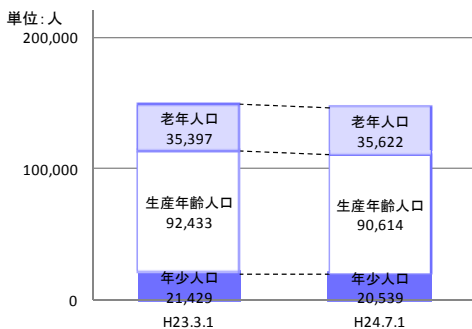 単位：人
200,000
100,000
0
老年人口
35,397
生産年齢人口
92,433
年少人口
21,429
老年人口
35,622
生産年齢人口
90,614
年少人口
20,539
H23.3.1
H24.7.1